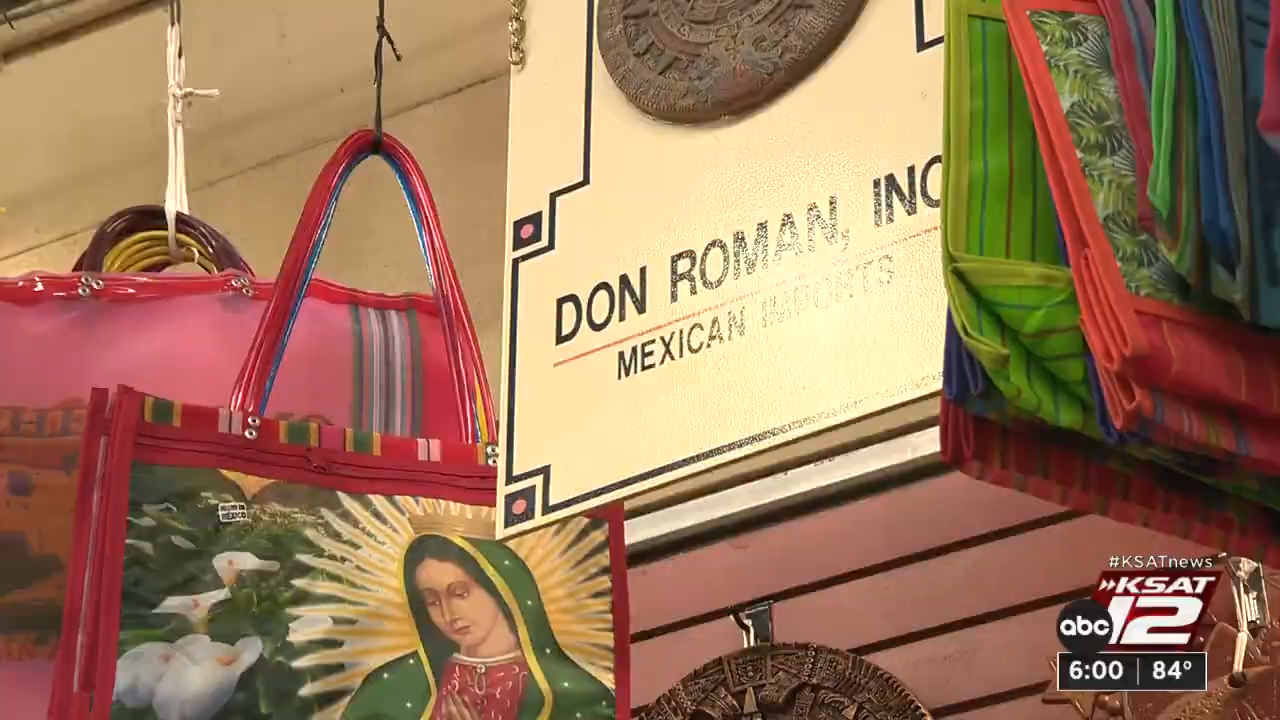 DON ROMAN, INC
MEXICAN IMPORTS
#KSATnews
KSAT
abc 12
6:00 84°